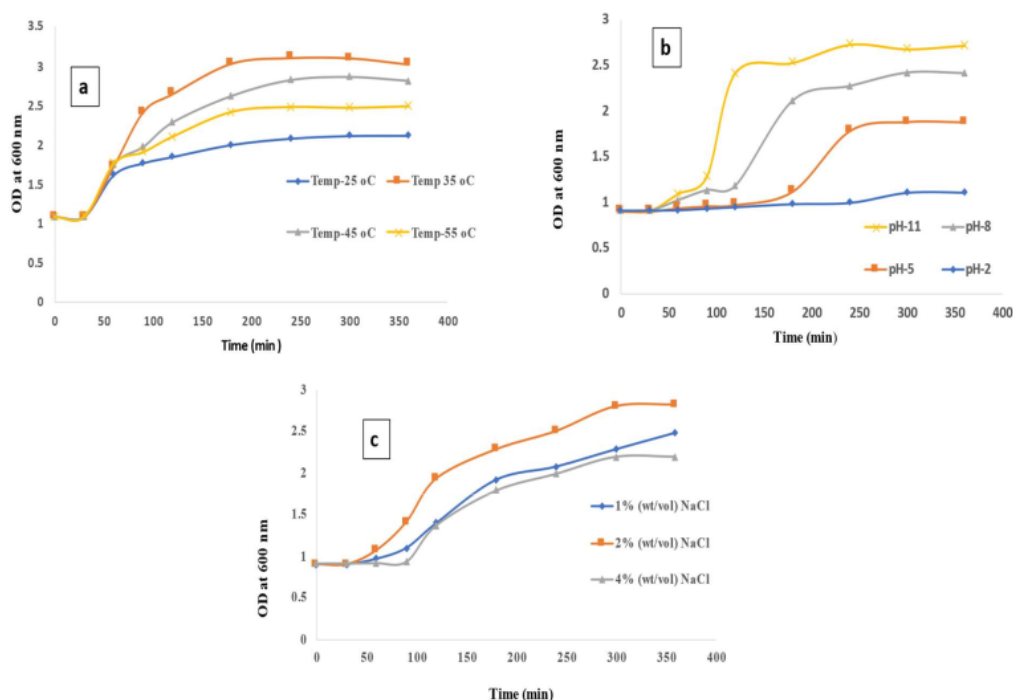 a
OD at 600 nm
3.5
3
2.5
2
1.5
1
0.5
0
0 50 100 150 200 250 300 350 400
Time (min )
Temp-25 oC Temp 35 oC
Temp-45 oC Temp-55 oC
b
OD at 600 nm
3
2.5
2
1.5
1
0.5
0
0 50 100 150 200 250 300 350 400
Time (min)
pH-11 pH-8
pH-5 pH-2
c
OD at 600 nm
3
2.5
2
1.5
1
0.5
0
0 50 100 150 200 250 300 350 400
Time (min)
1% (wt/vol) NaCl
2% (wt/vol) NaCl
4% (wt/vol) NaCl